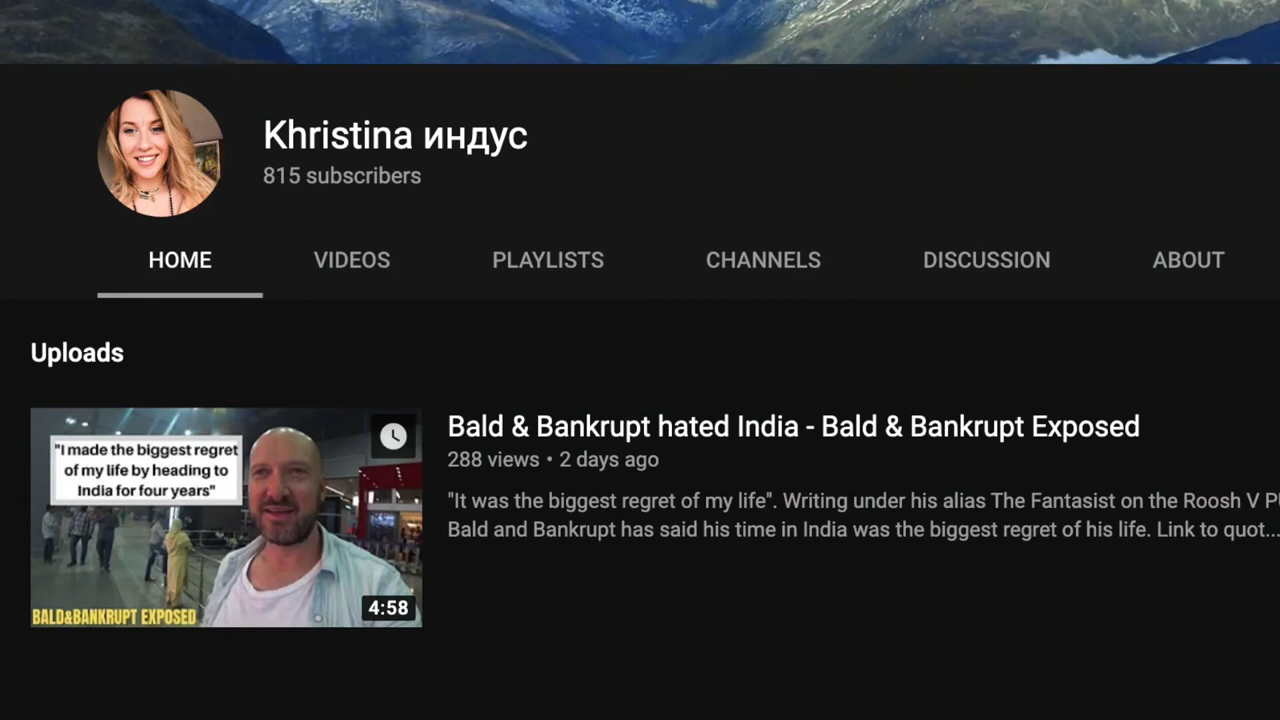 Khristina индус
815 subscribers
HOME VIDEOS PLAYLISTS CHANNELS DISCUSSION ABOUT
Uploads
"I made the biggest regret
of my life by heading to
India for four years"
BALD&BANKRUPT EXPOSED
4:58
Bald & Bankrupt hated India - Bald & Bankrupt Exposed
288 views • 2 days ago
"It was the biggest regret of my life". Writing under his alias The Fantasist on the Roosh V
Bald and Bankrupt has said his time in India was the biggest regret of his life. Link to quot...